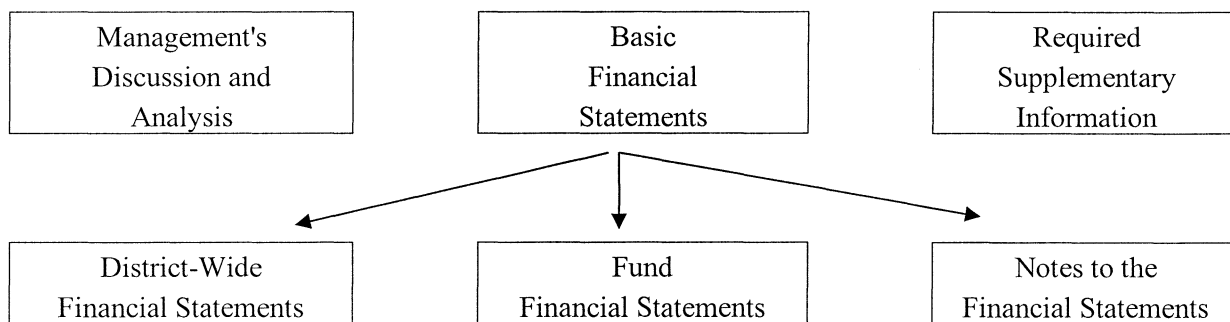 Management's
Discussion and
Analysis
Basic
Financial
Statements
Required
Supplementary
Information
District-Wide
Financial Statements
Fund
Financial Statements
Notes to the
Financial Statements